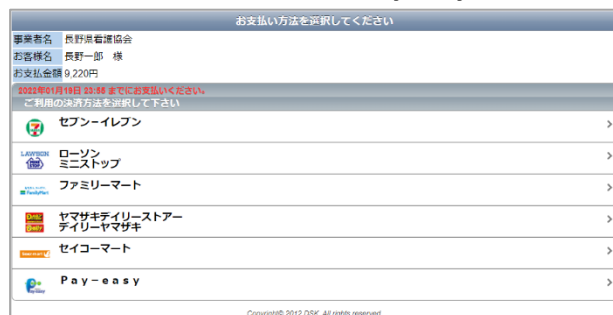 お支払い方法を選択してください
事業者名 長野県看護協会
お客様名 長野一郎 様
お支払金額 9,220円
2022年01月19日 23:55 までにお支払いください。
ご利用の決済方法を選択して下さい
セブン-イレブン
LAWSON ローソン
ミニストップ
FamilyMart ファミリーマート
ヤマザキデイリーストアー
デイリーヤマザキ
セイコーマート
Pay-easy
Copyright© 2012 DSK. All rights reserved.